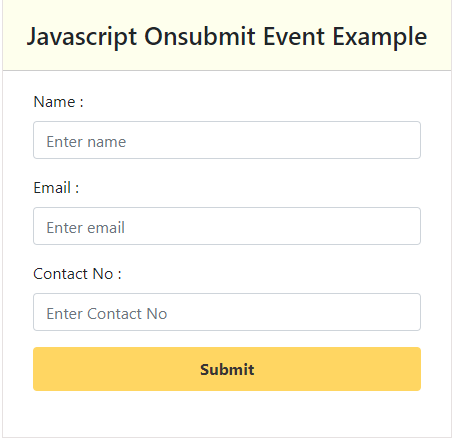 Javascript Onsubmit Event Example
Name :
Enter name
Email :
Enter email
Contact No :
Enter Contact No
Submit